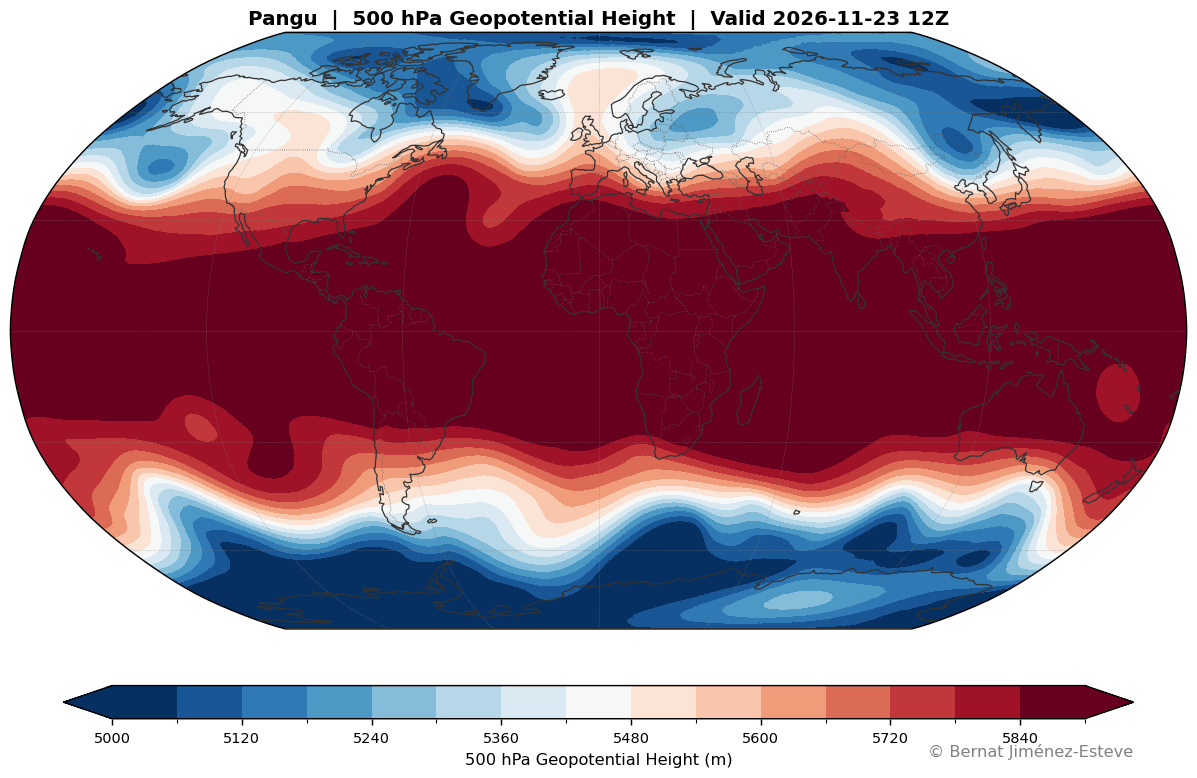 Pangu | 500 hPa Geopotential Height | Valid 2026-11-23 12Z
5000 5120 5240 5360 5480 5600 5720 5840
500 hPa Geopotential Height (m)
© Bernat Jiménez-Esteve